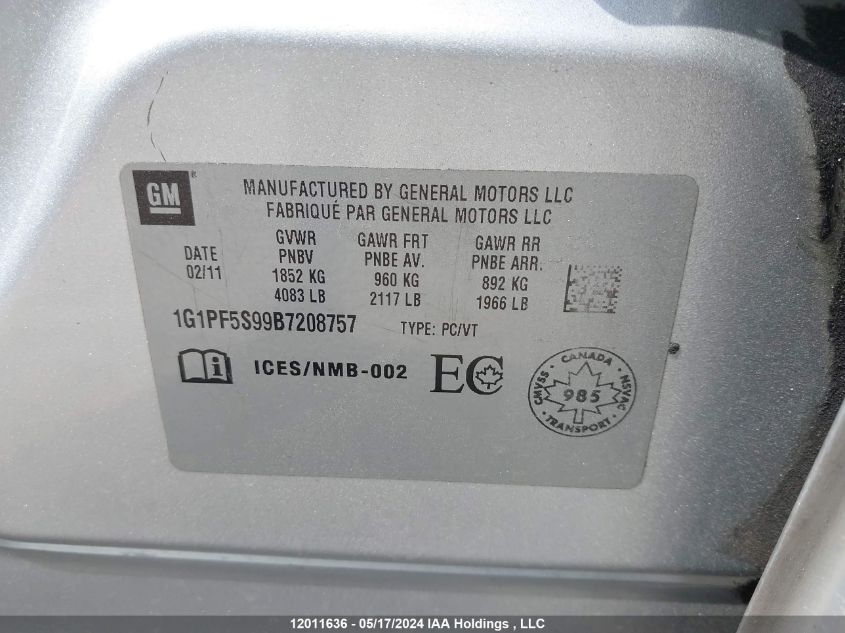 GM
MANUFACTURED BY GENERAL MOTORS LLC
FABRIQUÉ PAR GENERAL MOTORS LLC
DATE
02/11
GVWR
PNBV
1852 KG
4083 LB
GAWR FRT
PNBE AV.
960 KG
2117 LB
GAWR RR
PNBE ARR.
892 KG
1966 LB
1G1PF5S99B7208757 TYPE: PC/VT
i ICES/NMB-002 EC
CANADA
CMVSS 985 NSVAC
TRANSPORT
12011636 - 05/17/2024 IAA Holdings , LLC